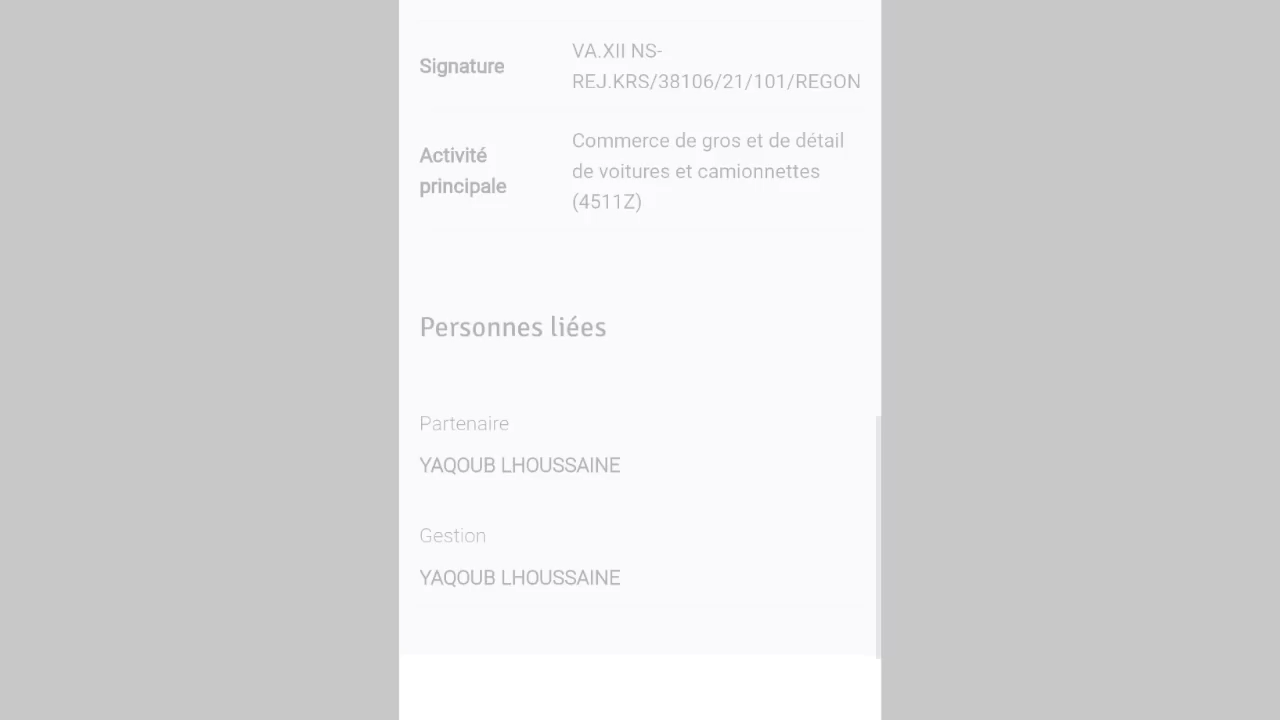 Signature
VA.XII NS-
REJ.KRS/38106/21/101/REGON
Activité
principale
Commerce de gros et de détail
de voitures et camionnettes
(4511Z)
Personnes liées
Partenaire
YAQOUB LHOUSSAINE
Gestion
YAQOUB LHOUSSAINE